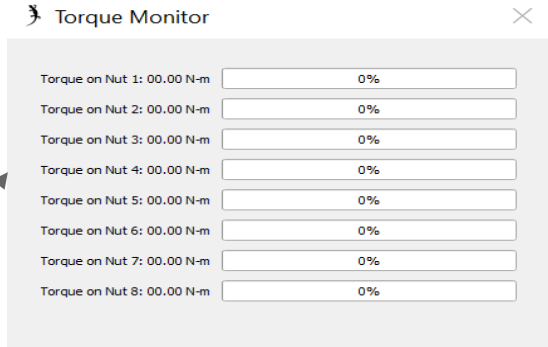 Torque Monitor
Torque on Nut 1: 00.00 N-m 0%
Torque on Nut 2: 00.00 N-m 0%
Torque on Nut 3: 00.00 N-m 0%
Torque on Nut 4: 00.00 N-m 0%
Torque on Nut 5: 00.00 N-m 0%
Torque on Nut 6: 00.00 N-m 0%
Torque on Nut 7: 00.00 N-m 0%
Torque on Nut 8: 00.00 N-m 0%